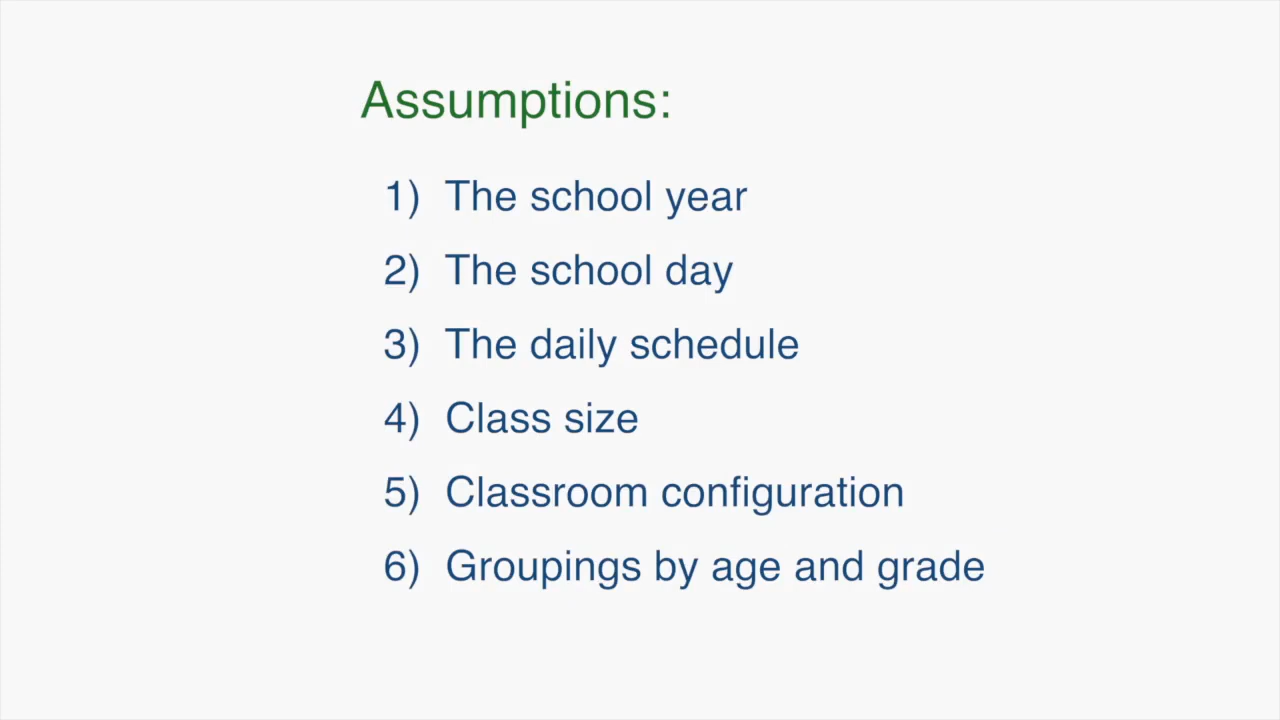 Assumptions:
1) The school year
2) The school day
3) The daily schedule
4) Class size
5) Classroom configuration
6) Groupings by age and grade